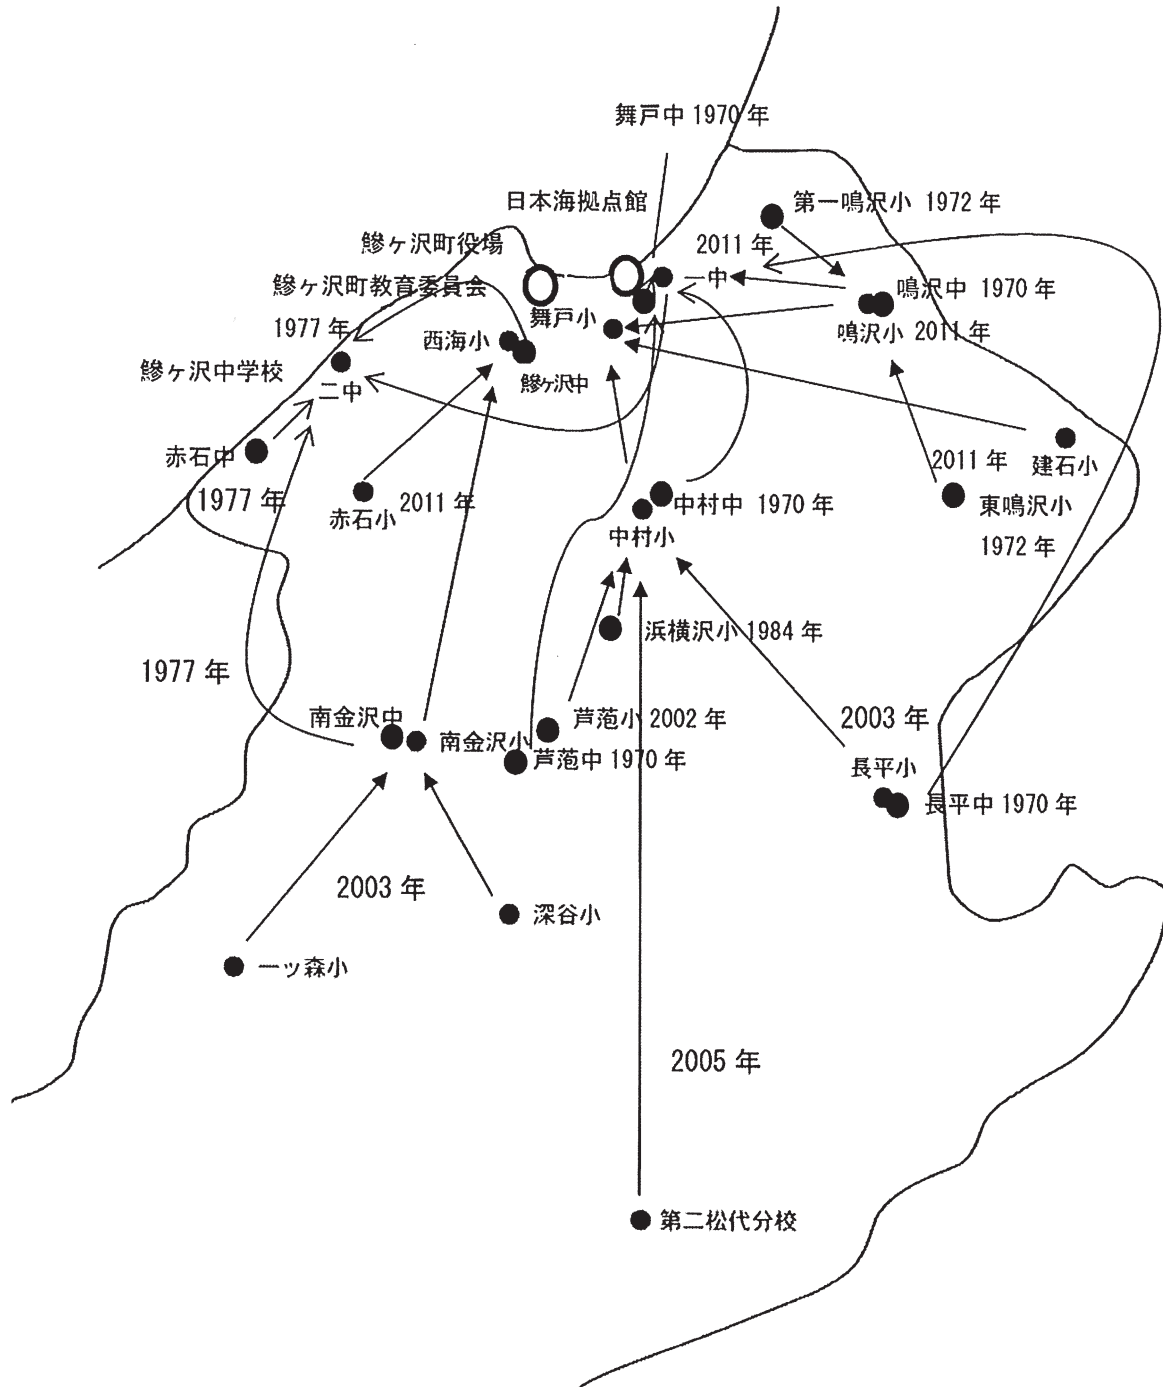 舞戸中 1970 年
日本海拠点館
第一鳴沢小 1972 年
鰺ヶ沢町役場
2011 年
一中
鰺ヶ沢町教育委員会
鳴沢中 1970 年
1977 年
西海小
舞戸小
鳴沢小 2011 年
鰺ヶ沢中学校
二中
鰺ヶ沢中
赤石中
1977 年
赤石小
2011 年
2011 年
建石小
中村中 1970 年
東鳴沢小
1972 年
中村小
浜横沢小 1984 年
1977 年
南金沢中
南金沢小
芦萢小 2002 年
芦萢中 1970 年
2003 年
長平小
長平中 1970 年
2003 年
深谷小
一ッ森小
2005 年
第二松代分校